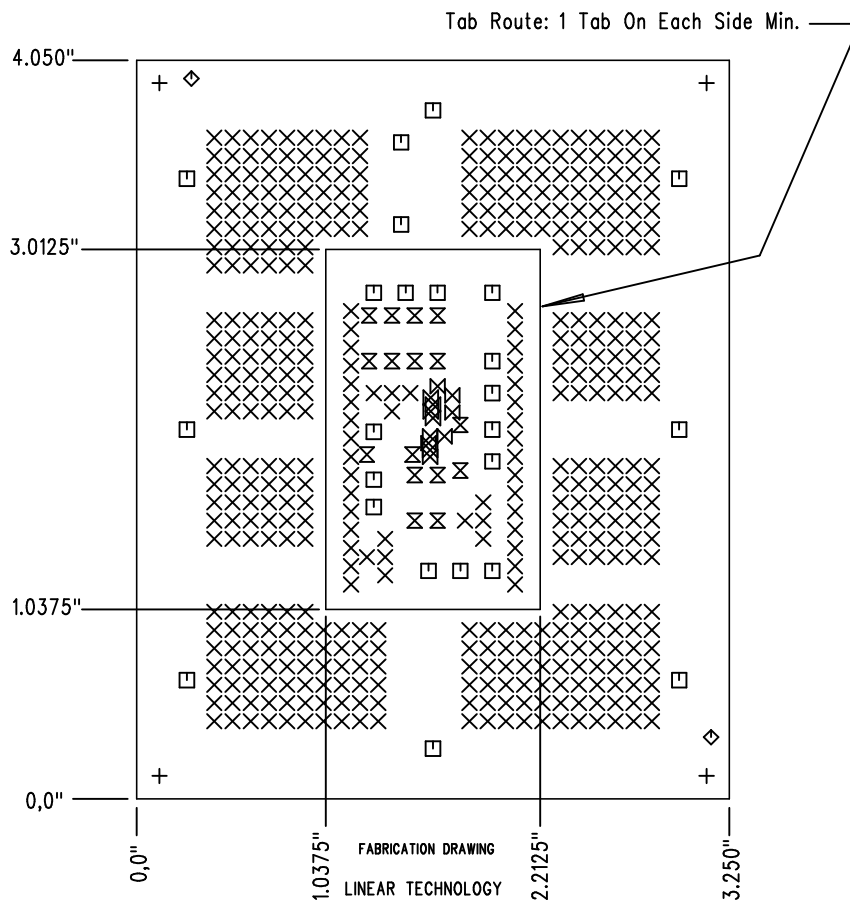 Tab Route: 1 Tab On Each Side Min.
4.050"
3.0125"
1.0375"
0,0"
0,0"
1.0375"
2.2125"
3.250"
FABRICATION DRAWING
LINEAR TECHNOLOGY